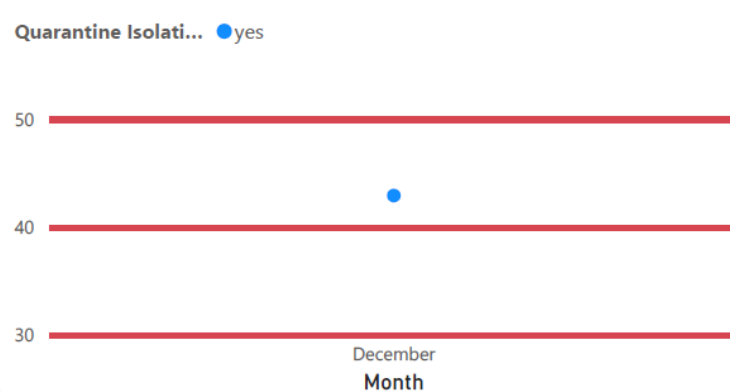 Quarantine Isolati... yes
50
40
30
December
Month